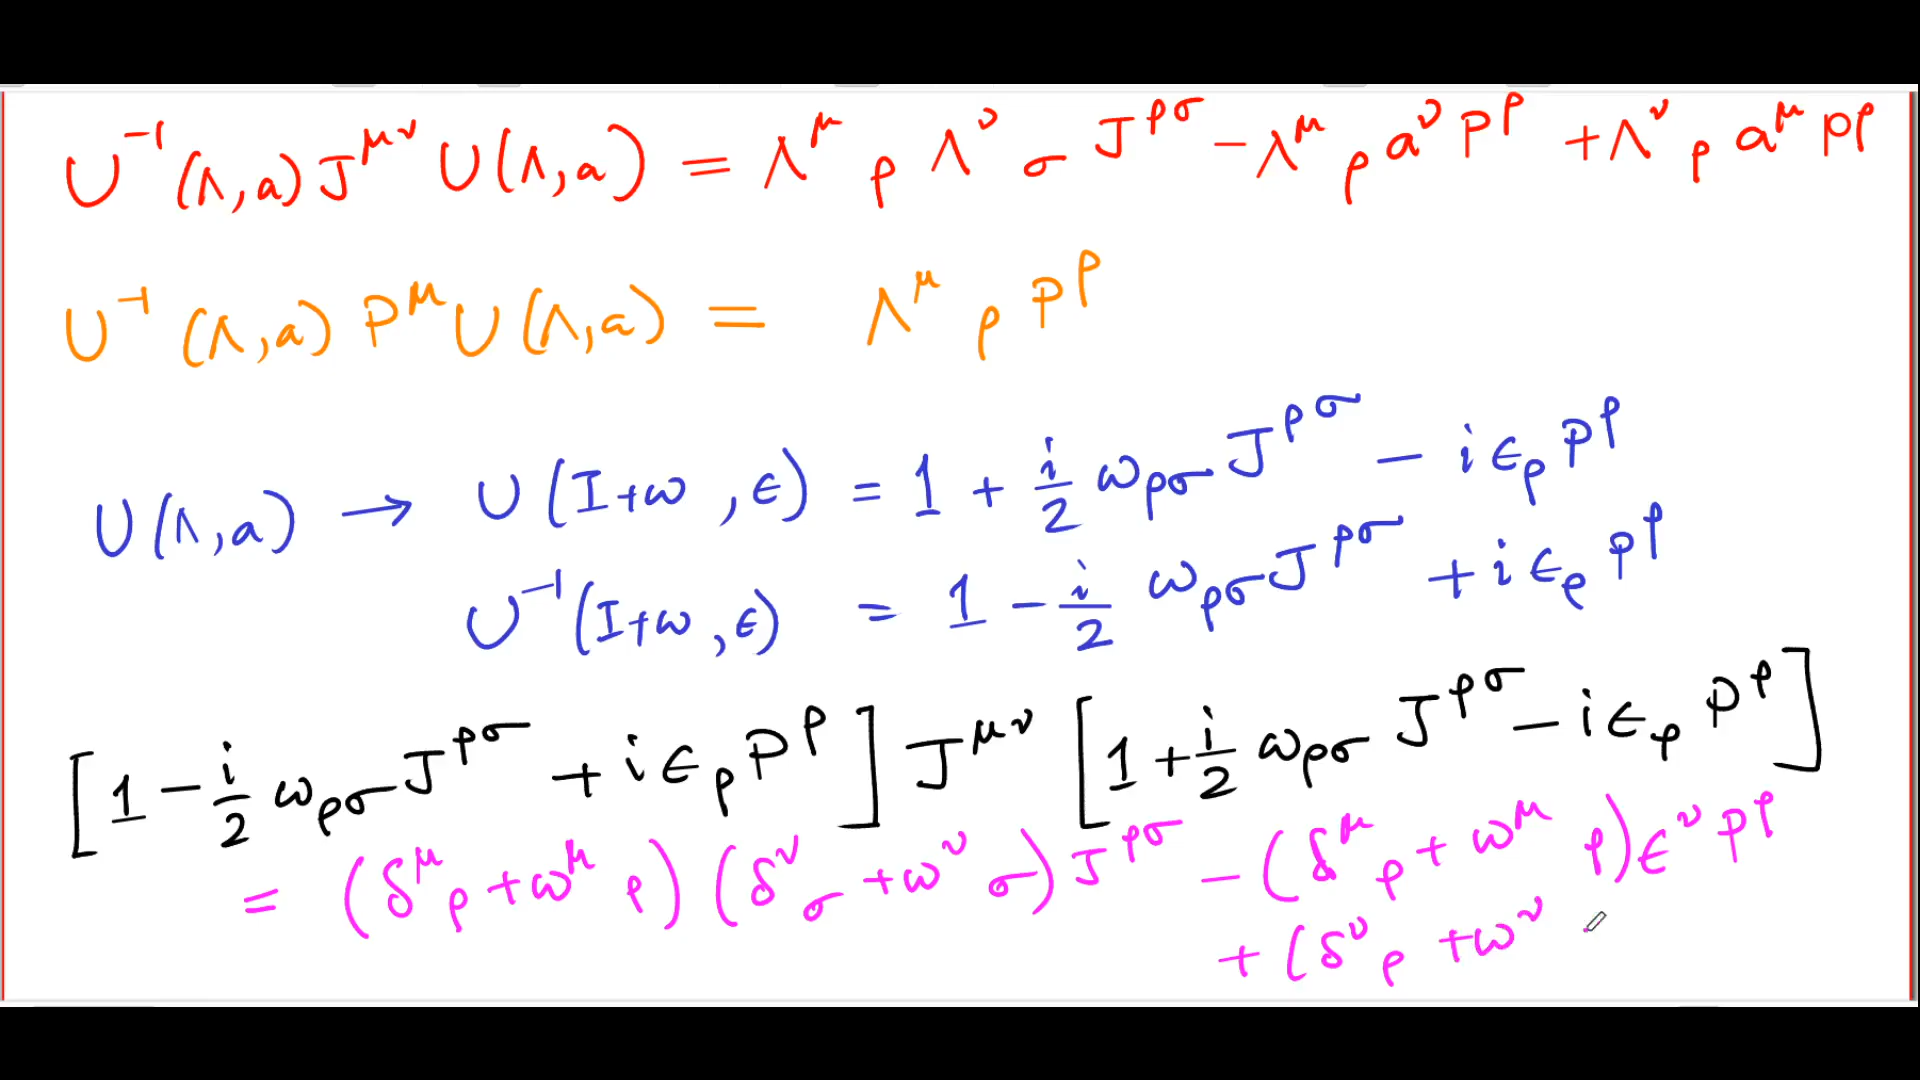 U⁻¹(Λ,a) J^{μν} U(Λ,a) = Λ^μ_ρ Λ^ν_σ J^{ρσ} − Λ^μ_ρ a^ν P^ρ + Λ^ν_ρ a^μ P^ρ
U⁻¹(Λ,a) P^μ U(Λ,a) = Λ^μ_ρ P^ρ
U(Λ,a) → U(I+ω, ε) = 1 + i/2 ω_{ρσ} J^{ρσ} − i ε_ρ P^ρ
U⁻¹(I+ω, ε) = 1 − i/2 ω_{ρσ} J^{ρσ} + i ε_ρ P^ρ
[1 − i/2 ω_{ρσ} J^{ρσ} + i ε_ρ P^ρ] J^{μν} [1 + i/2 ω_{ρσ} J^{ρσ} − i ε_ρ P^ρ]
= (δ^μ_ρ + ω^μ_ρ)(δ^ν_σ + ω^ν_σ) J^{ρσ} − (δ^μ_ρ + ω^μ_ρ) ε^ν P^ρ
+ (δ^ν_ρ + ω^ν